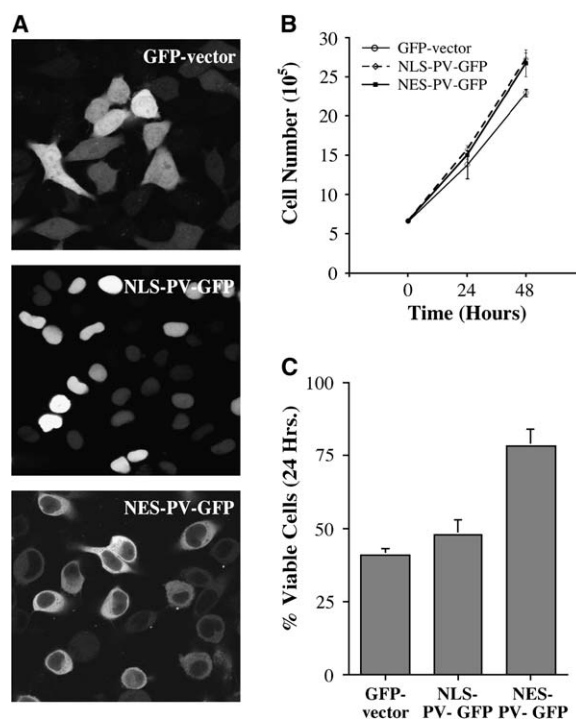 A
GFP-vector
NLS-PV-GFP
NES-PV-GFP
B
30
25
20
15
10
5
0
Cell Number (10⁵)
GFP-vector
NLS-PV-GFP
NES-PV-GFP
0
24
48
Time (Hours)
C
100
75
50
25
0
% Viable Cells (24 Hrs.)
GFP-
vector
NLS-
PV- GFP
NES-
PV- GFP